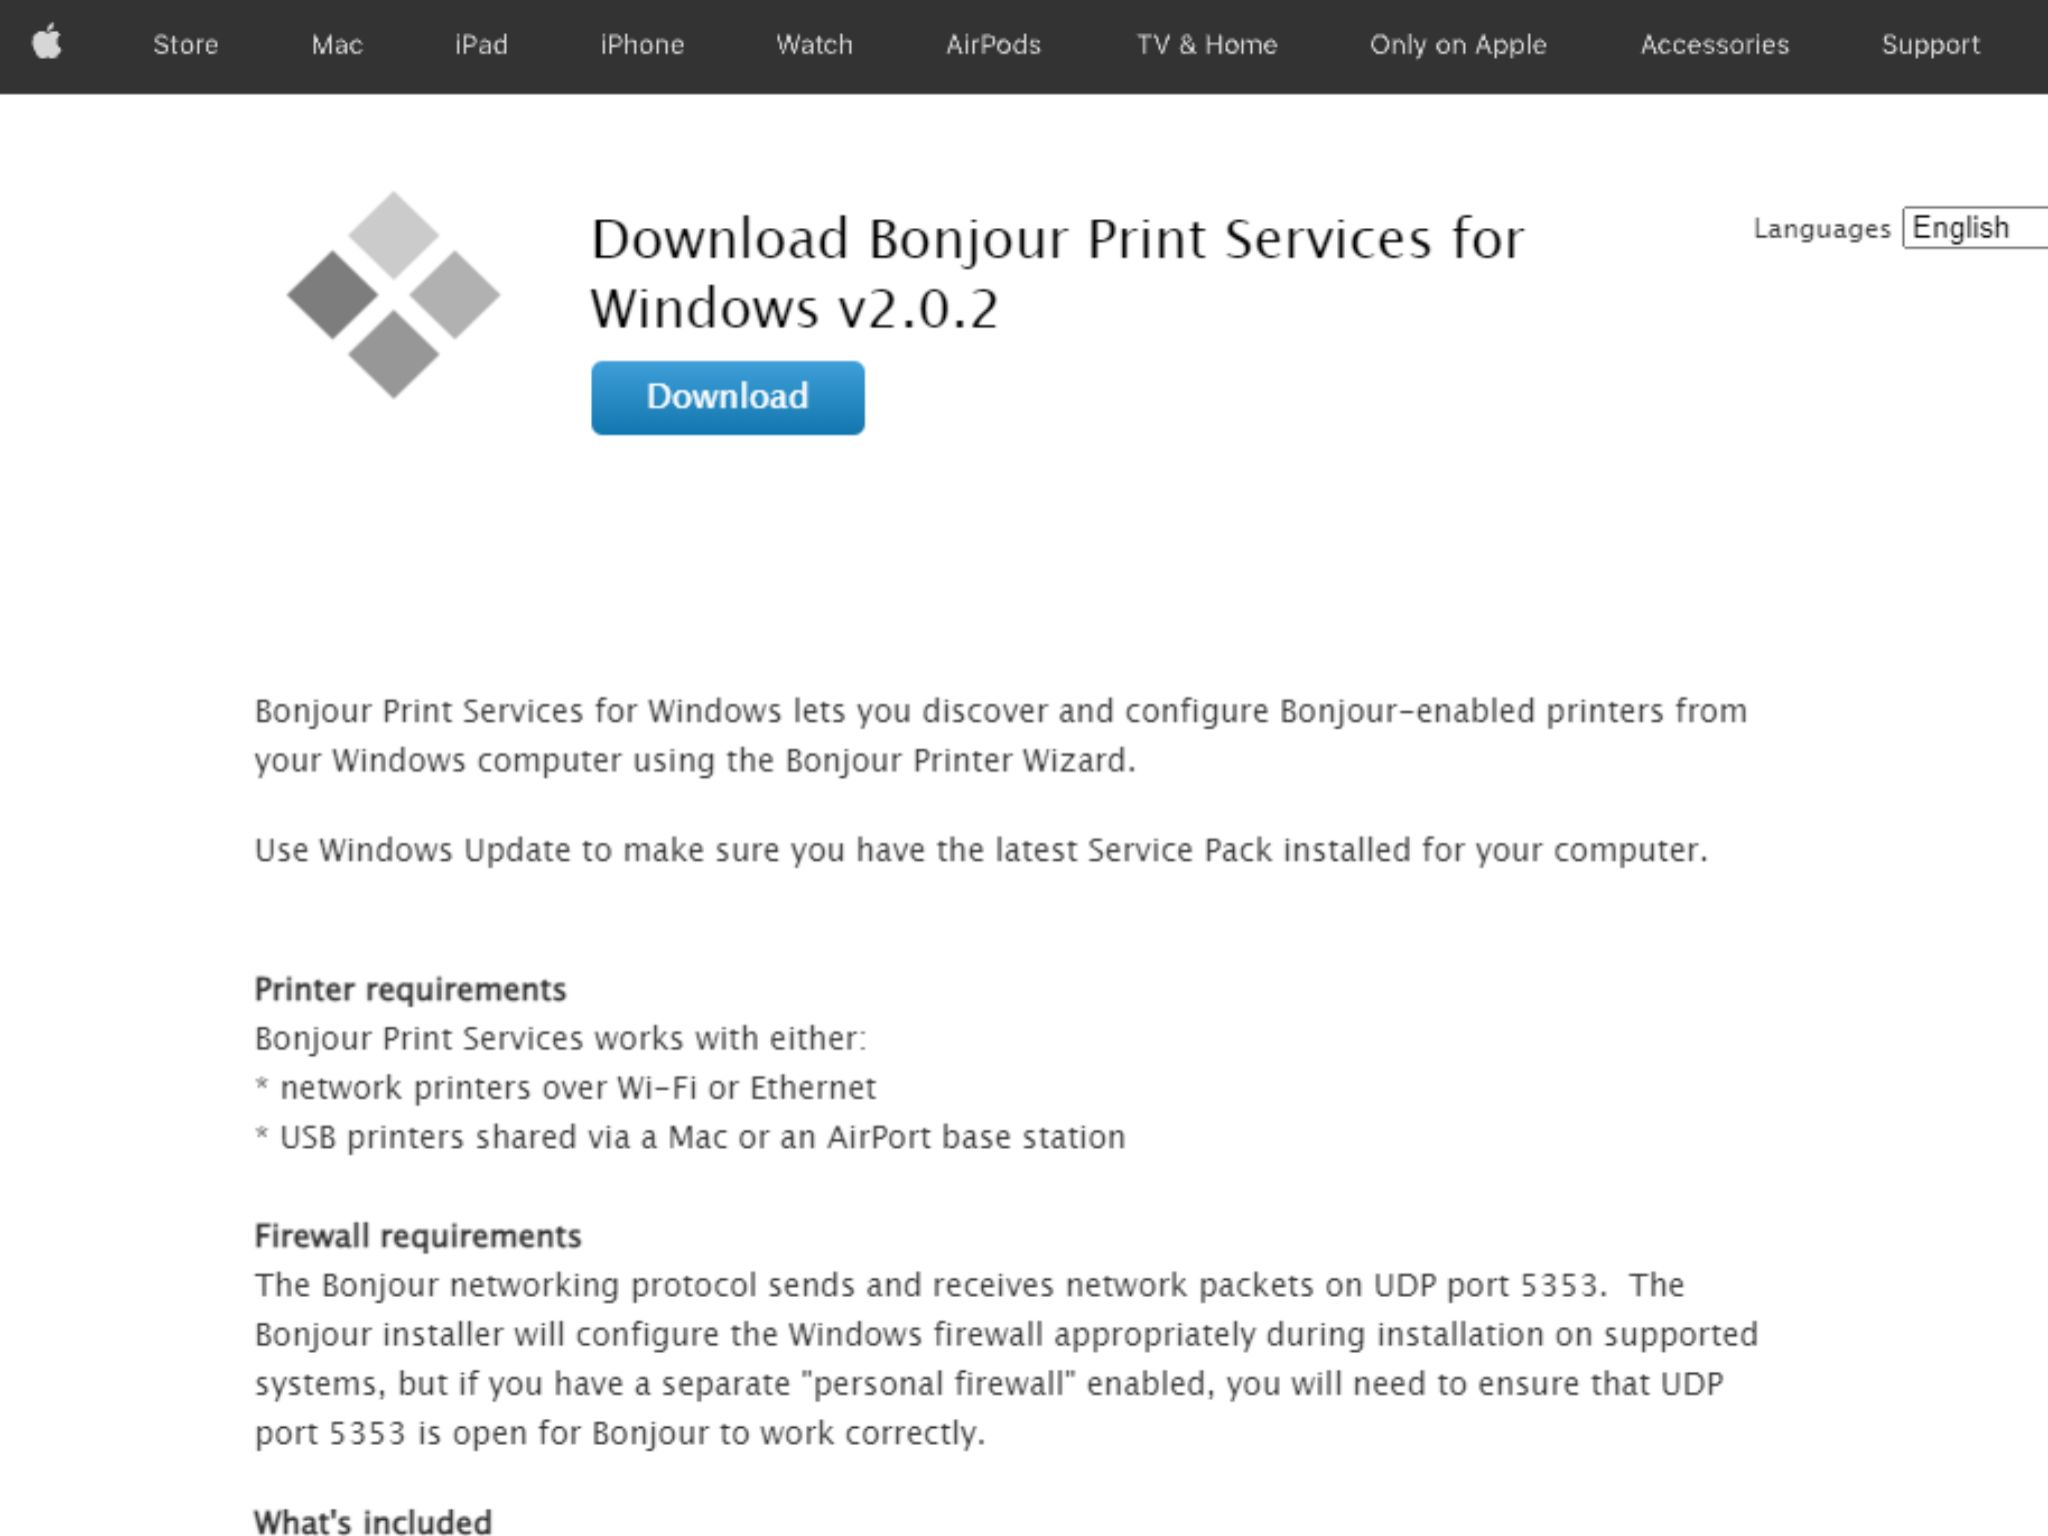 Store Mac iPad iPhone Watch AirPods TV & Home Only on Apple Accessories Support
Download Bonjour Print Services for
Windows v2.0.2
Languages English
Download
Bonjour Print Services for Windows lets you discover and configure Bonjour-enabled printers from
your Windows computer using the Bonjour Printer Wizard.
Use Windows Update to make sure you have the latest Service Pack installed for your computer.
Printer requirements
Bonjour Print Services works with either:
* network printers over Wi-Fi or Ethernet
* USB printers shared via a Mac or an AirPort base station
Firewall requirements
The Bonjour networking protocol sends and receives network packets on UDP port 5353.  The
Bonjour installer will configure the Windows firewall appropriately during installation on supported
systems, but if you have a separate "personal firewall" enabled, you will need to ensure that UDP
port 5353 is open for Bonjour to work correctly.
What's included